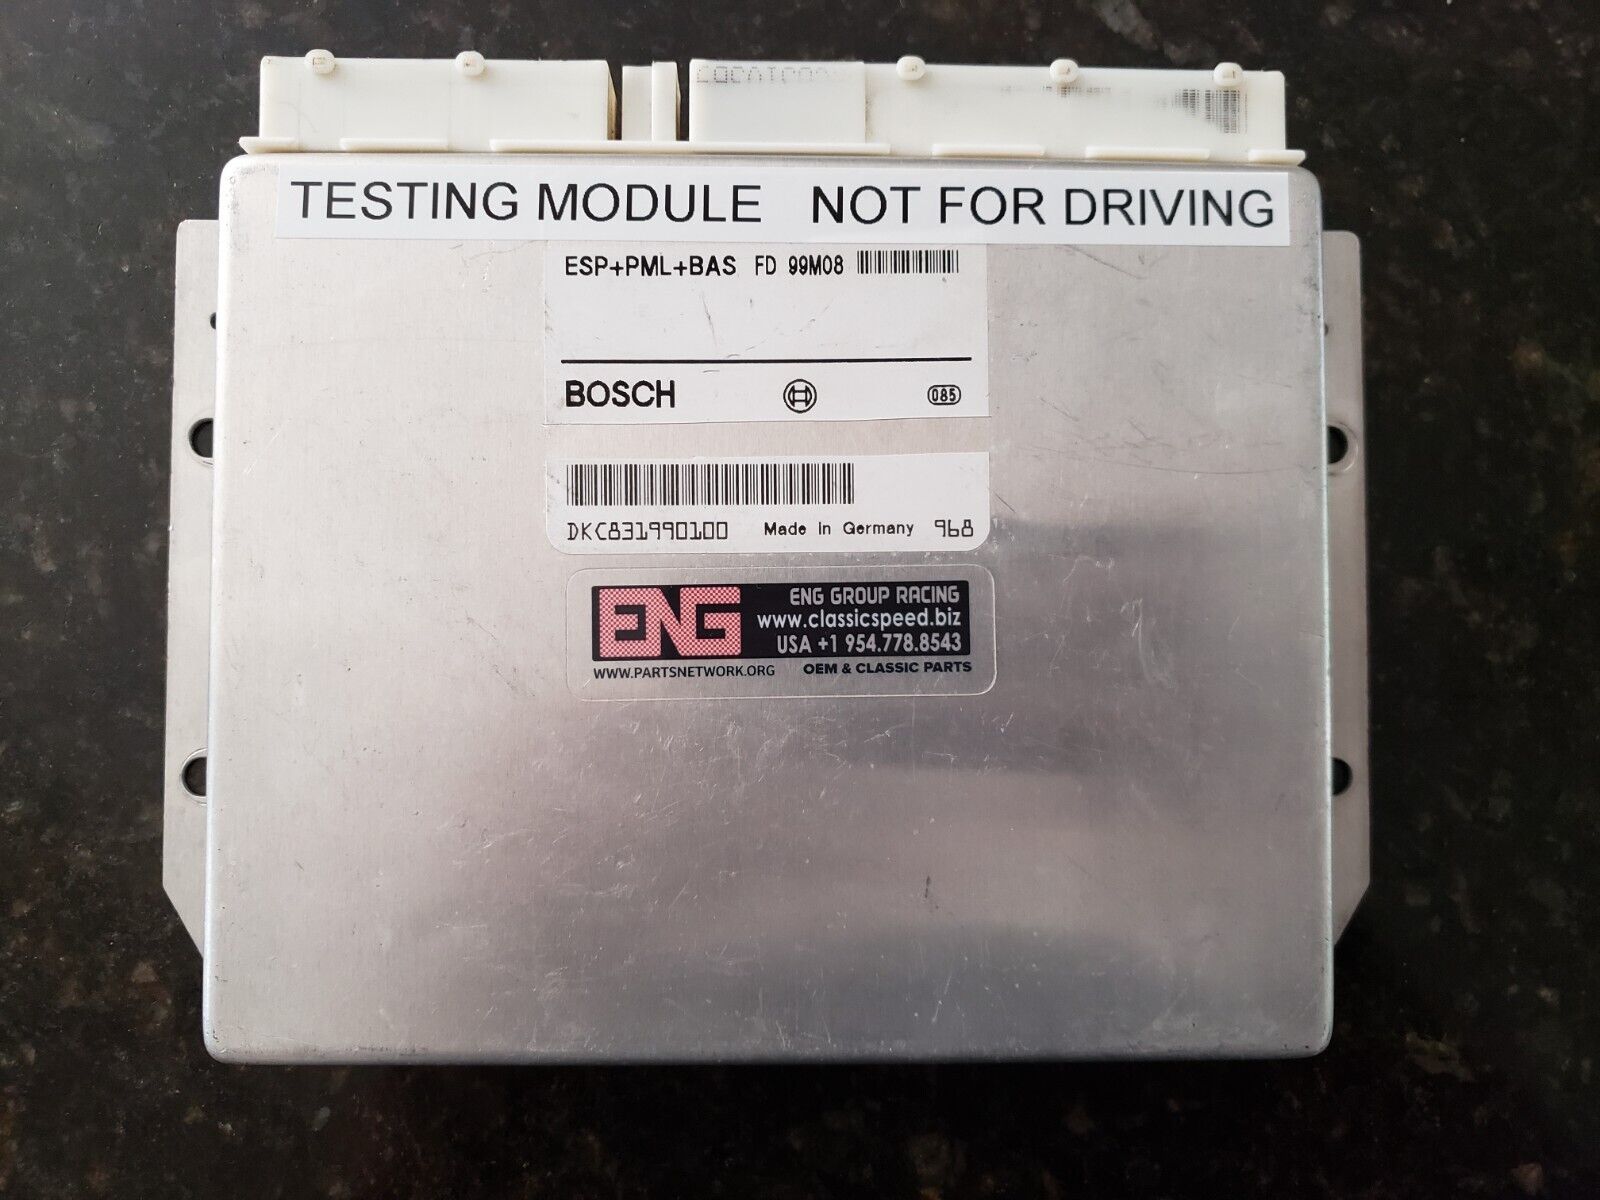 TESTING MODULE NOT FOR DRIVING
ESP+PML+BAS FD 99M08
BOSCH
085
DKC831990100 Made in Germany 968
ENG
ENG GROUP RACING
www.classicspeed.biz
USA +1 954.778.8543
WWW.PARTSNETWORK.ORG OEM & CLASSIC PARTS